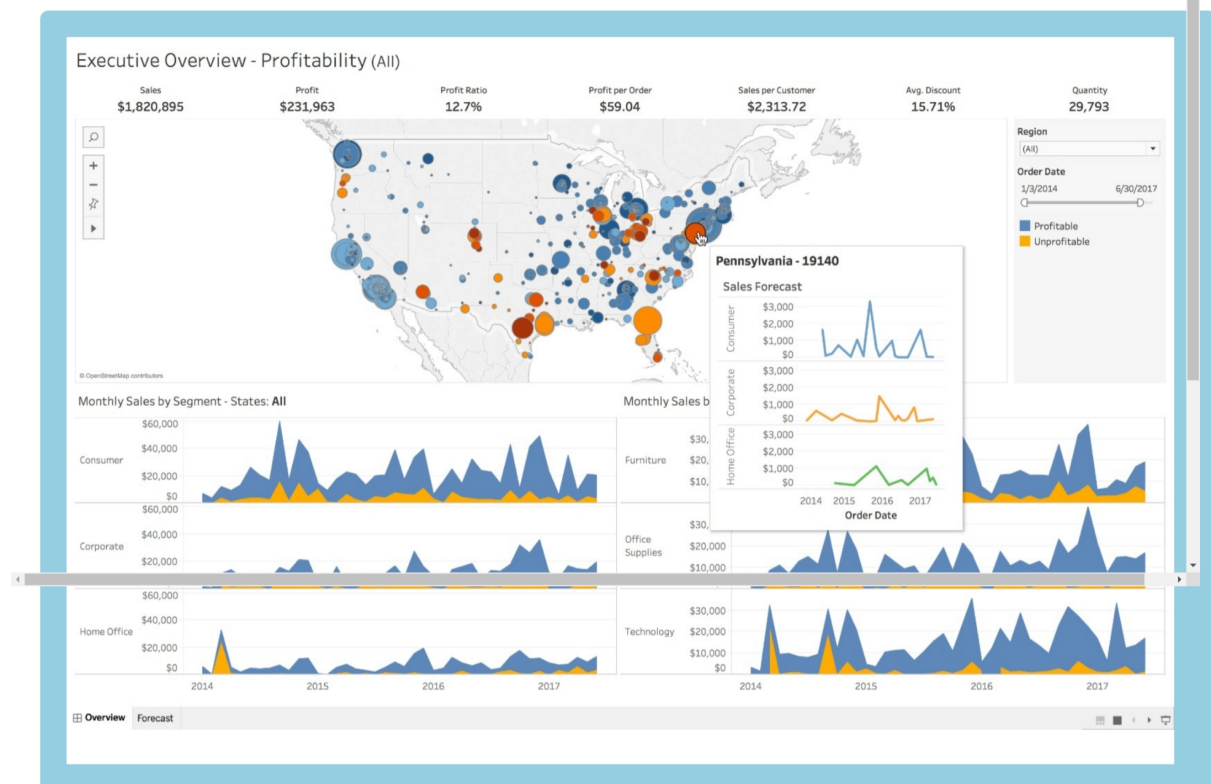 Executive Overview - Profitability (All)
Sales Profit Profit Ratio Profit per Order Sales per Customer Avg. Discount Quantity
$1,820,895 $231,963 12.7% $59.04 $2,313.72 15.71% 29,793
Region
(All)
Order Date
1/3/2014 6/30/2017
Profitable
Unprofitable
© OpenStreetMap contributors
Pennsylvania - 19140
Sales Forecast
Consumer
$3,000
$2,000
$1,000
$0
Corporate
$3,000
$2,000
$1,000
$0
Home Office
$3,000
$2,000
$1,000
$0
2014 2015 2016 2017
Order Date
Monthly Sales by Segment - States: All
Consumer
$60,000
$40,000
$20,000
$0
Corporate
$60,000
$40,000
$20,000
Home Office
$60,000
$40,000
$20,000
$0
2014 2015 2016 2017
Monthly Sales b
Furniture
$30,
$20,
$10,
Office
Supplies
$30,
$20,000
$10,000
Technology
$30,000
$20,000
$10,000
$0
2014 2015 2016 2017
Overview Forecast